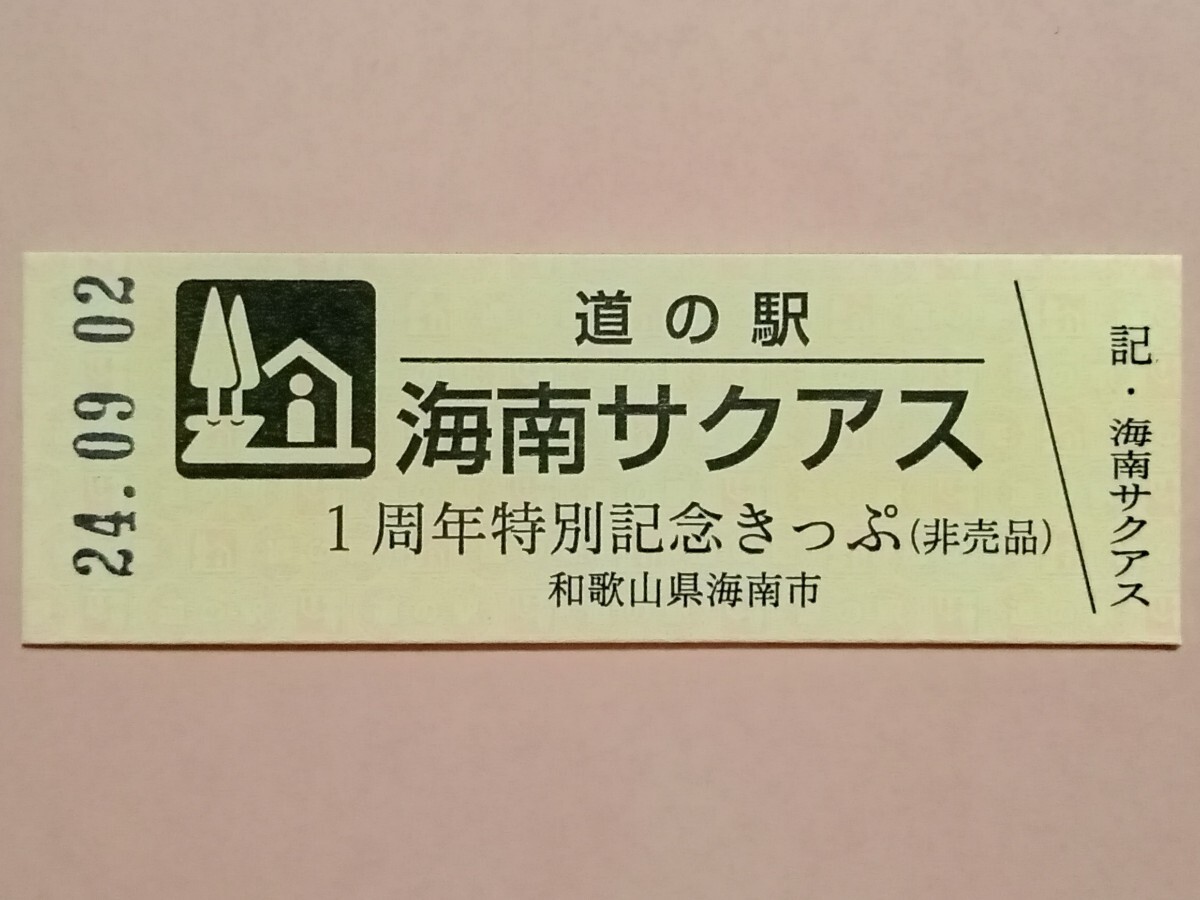 24.09 02
道の駅
海南サクアス
1周年特別記念きっぷ(非売品)
和歌山県海南市
記・海南サクアス